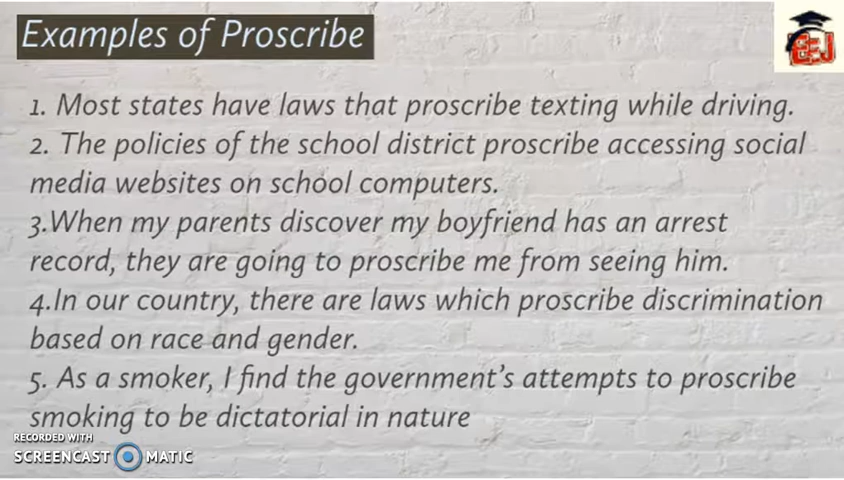 Examples of Proscribe
EEJ
1. Most states have laws that proscribe texting while driving.
2. The policies of the school district proscribe accessing social
media websites on school computers.
3.When my parents discover my boyfriend has an arrest
record, they are going to proscribe me from seeing him.
4.In our country, there are laws which proscribe discrimination
based on race and gender.
5. As a smoker, I find the government's attempts to proscribe
smoking to be dictatorial in nature
RECORDED WITH
SCREENCAST MATIC